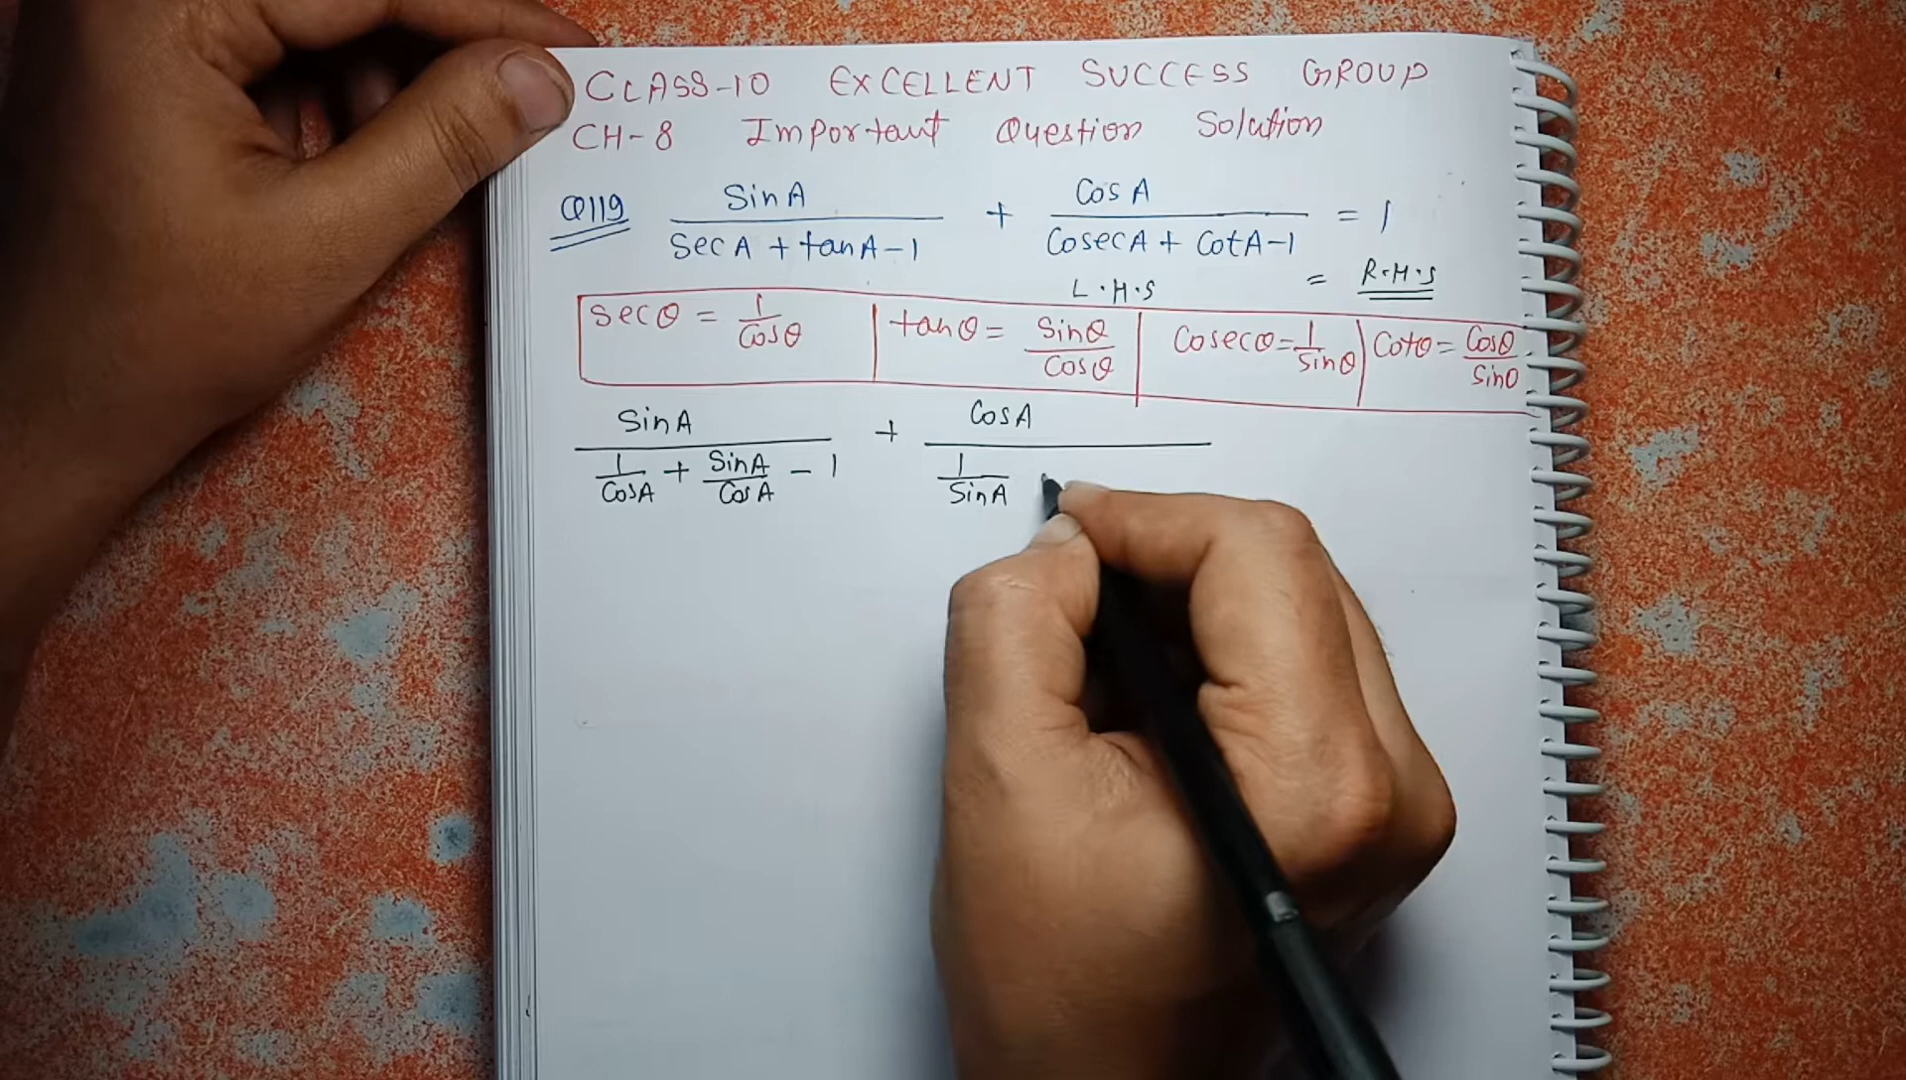 CLASS-10 EXCELLENT SUCCESS GROUP
CH-8 Important Question Solution
Q119 SinA / SecA + tanA - 1 + CosA / CosecA + CotA - 1 = 1
L.H.S = R.H.S
secθ = 1/Cosθ | tanθ = Sinθ/Cosθ | Cosecθ = 1/Sinθ | Cotθ = Cosθ/Sinθ
SinA / 1/CosA + SinA/CosA - 1 + CosA / 1/SinA